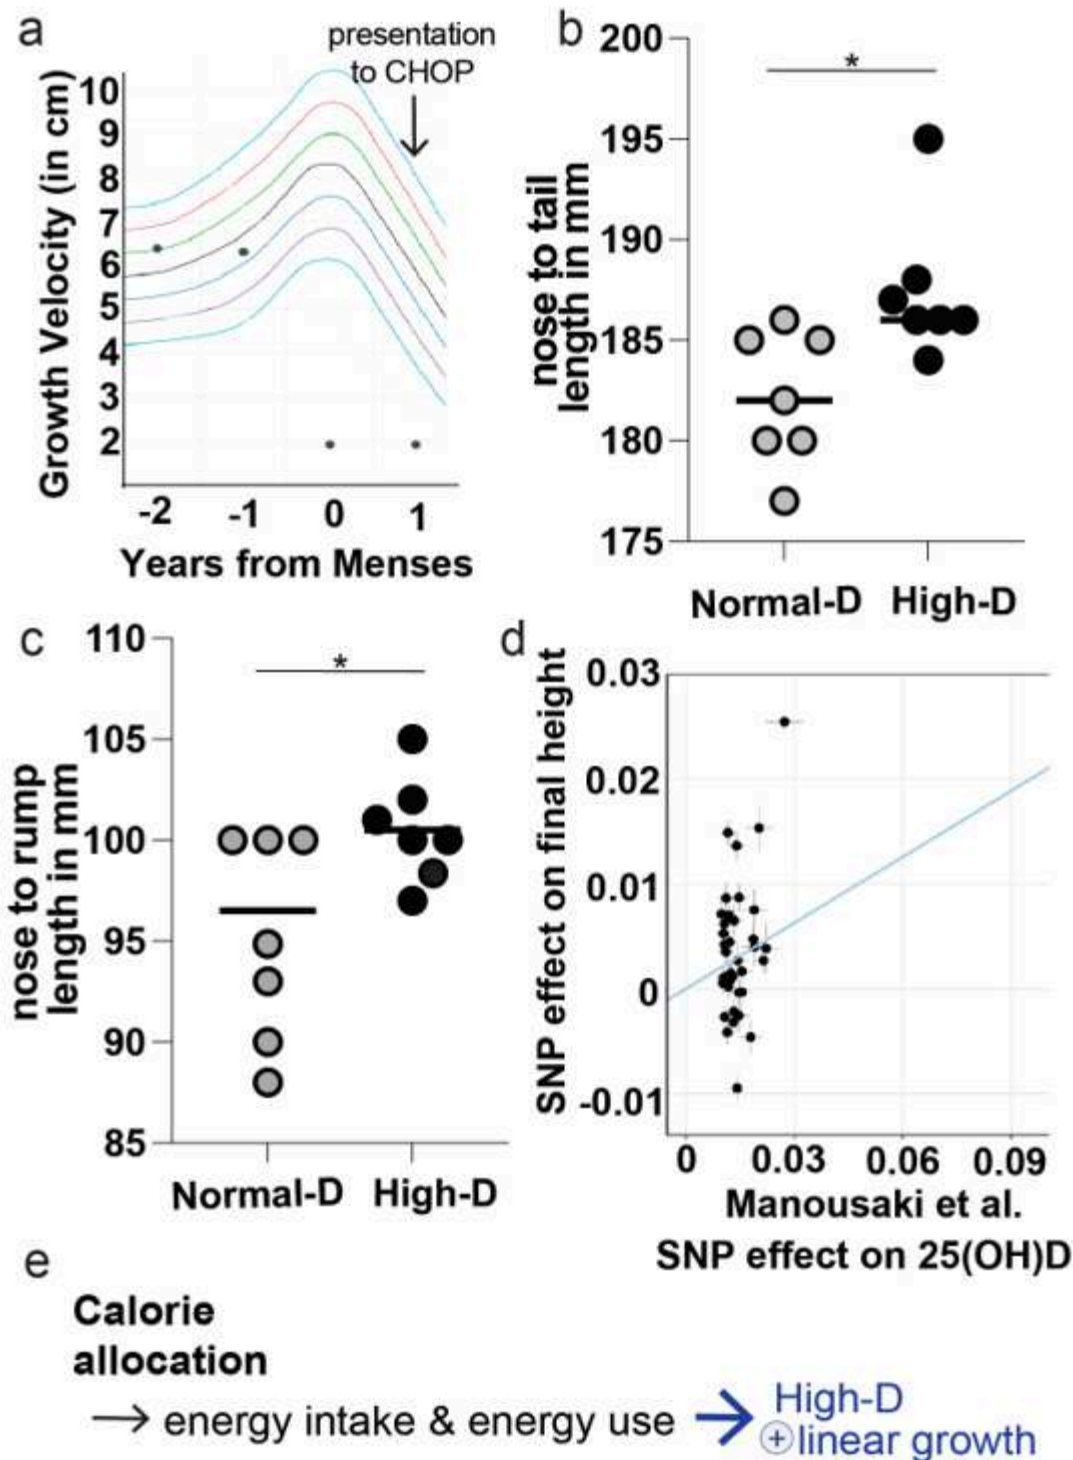 a
presentation
to CHOP
Growth Velocity (in cm)
10
9
8
7
6
5
4
3
2
-2 -1 0 1
Years from Menses
b
*
nose to tail
length in mm
200
195
190
185
180
175
Normal-D High-D
c
*
nose to rump
length in mm
110
105
100
95
90
85
Normal-D High-D
d
SNP effect on final height
0.03
0.02
0.01
0
-0.01
0 0.03 0.06 0.09
Manousaki et al.
SNP effect on 25(OH)D
e
Calorie
allocation
→ energy intake & energy use → High-D
+ linear growth